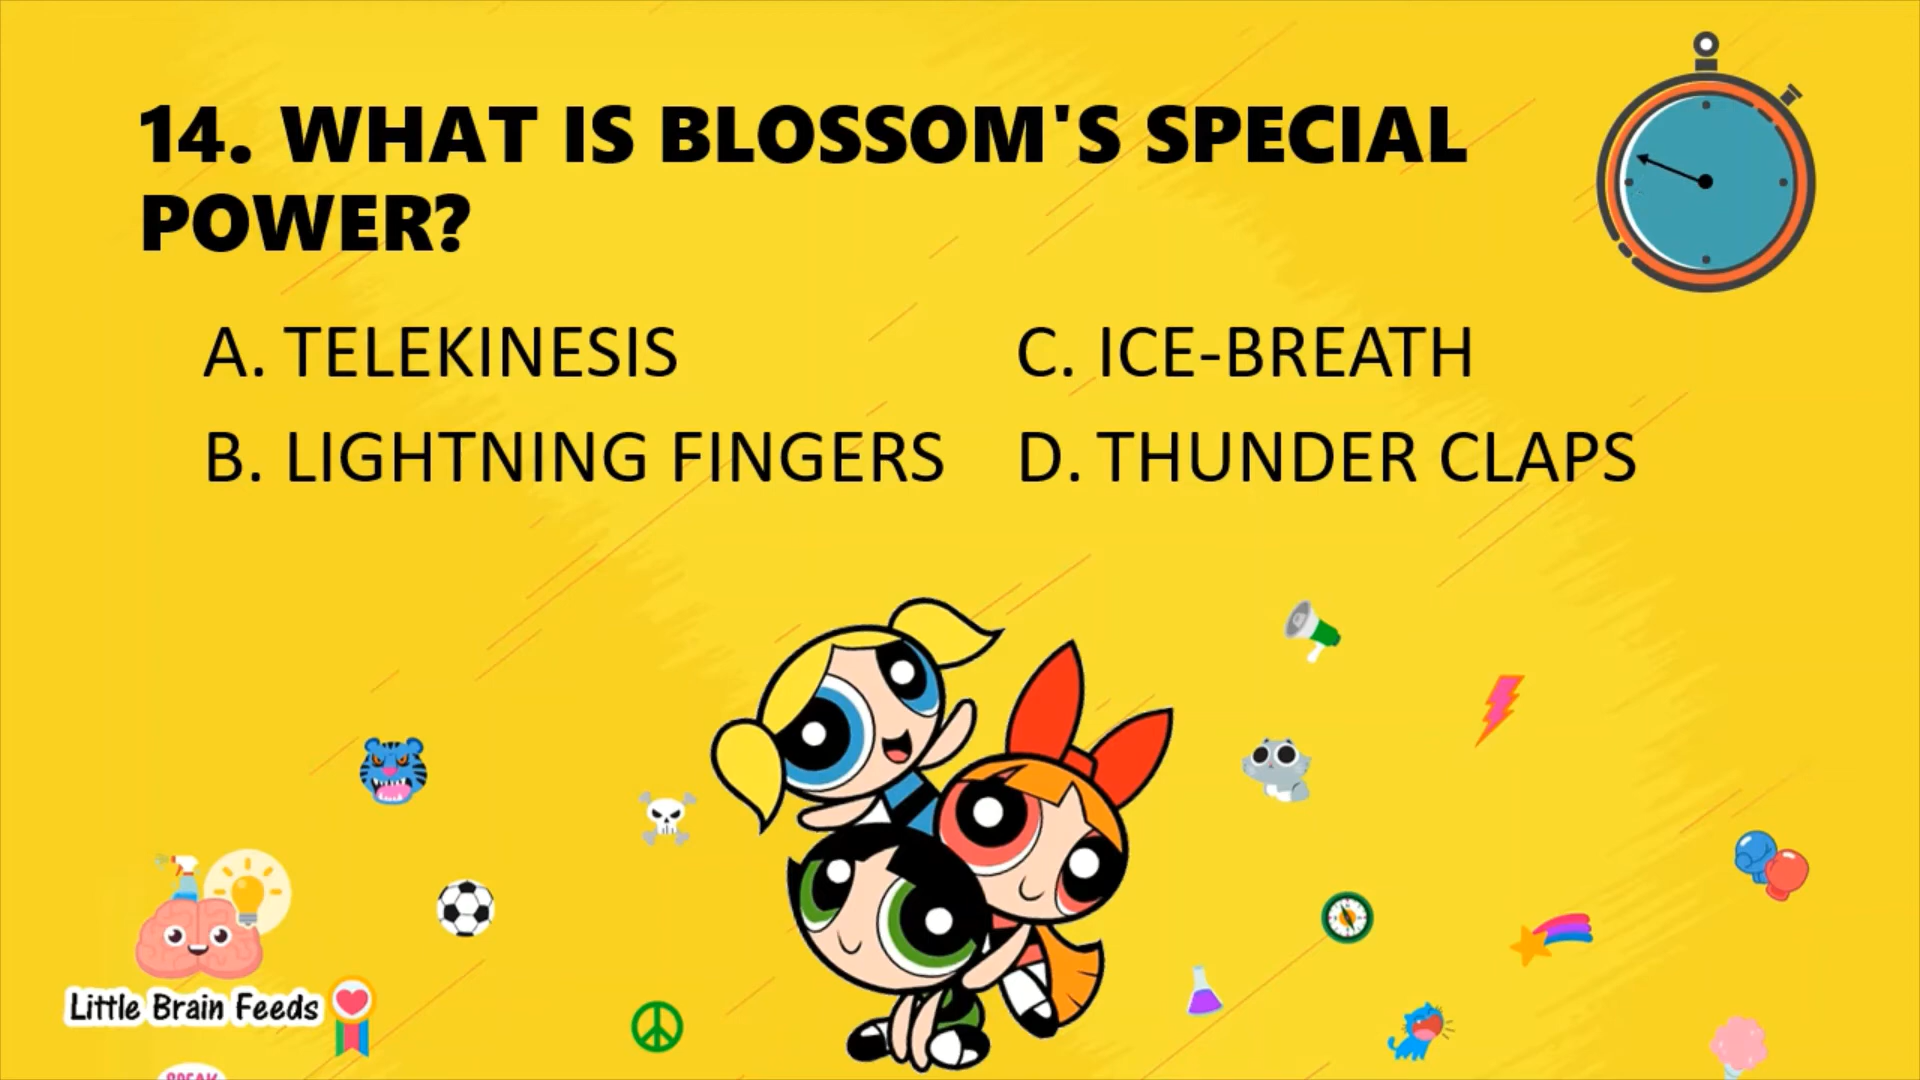 14. WHAT IS BLOSSOM'S SPECIAL
POWER?
A. TELEKINESIS
C. ICE-BREATH
B. LIGHTNING FINGERS
D. THUNDER CLAPS
Little Brain Feeds